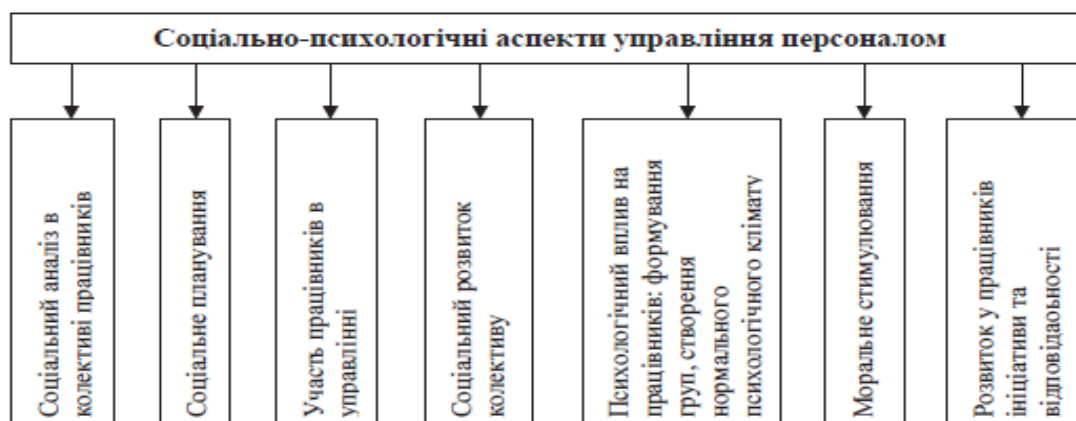 Соціально-психологічні аспекти управління персоналом
Соціальний аналіз в
колективі працівників
Соціальне планування
Участь працівників в
управлінні
Соціальний розвиток
колективу
Психологічний вплив на
працівників: формування
груп, створення
нормального
психологічного клімату
Моральне стимулювання
Розвиток у працівників
ініціативи та
відповідаоьності